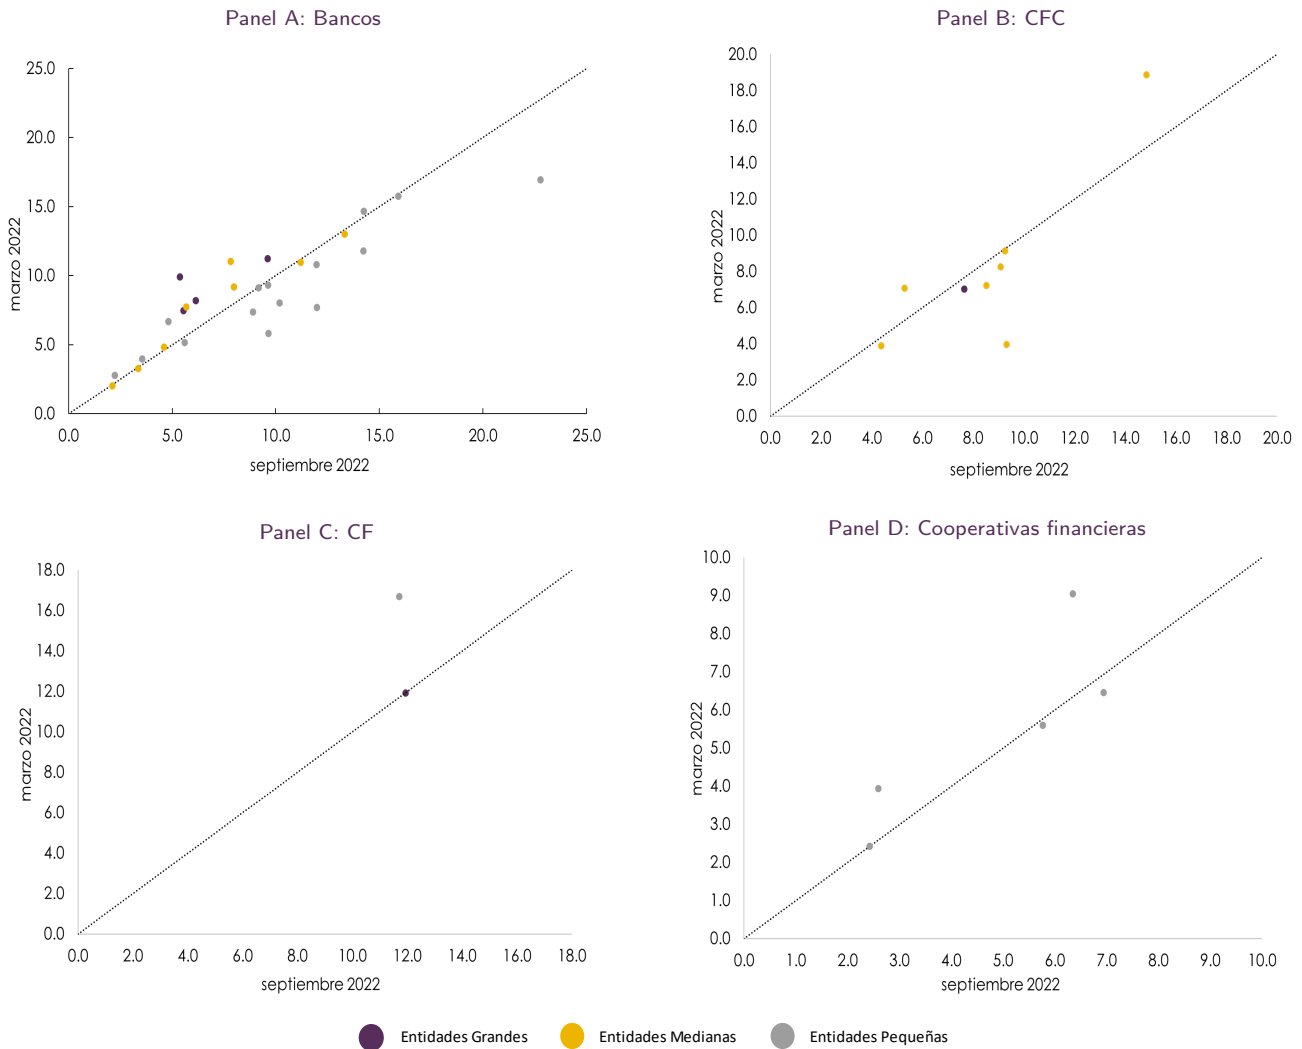 Panel A: Bancos
25.0
20.0
15.0
10.0
5.0
0.0
marzo 2022
0.0 5.0 10.0 15.0 20.0 25.0
septiembre 2022
Panel B: CFC
20.0
18.0
16.0
14.0
12.0
10.0
8.0
6.0
4.0
2.0
0.0
marzo 2022
0.0 2.0 4.0 6.0 8.0 10.0 12.0 14.0 16.0 18.0 20.0
septiembre 2022
Panel C: CF
18.0
16.0
14.0
12.0
10.0
8.0
6.0
4.0
2.0
0.0
marzo 2022
0.0 2.0 4.0 6.0 8.0 10.0 12.0 14.0 16.0 18.0
septiembre 2022
Panel D: Cooperativas financieras
10.0
9.0
8.0
7.0
6.0
5.0
4.0
3.0
2.0
1.0
0.0
marzo 2022
0.0 1.0 2.0 3.0 4.0 5.0 6.0 7.0 8.0 9.0 10.0
septiembre 2022
Entidades Grandes Entidades Medianas Entidades Pequeñas